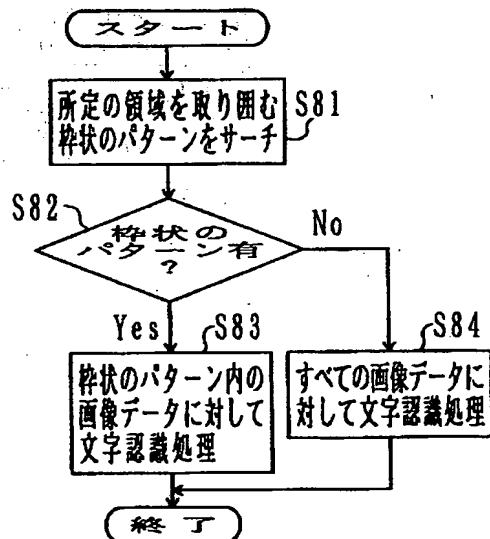 スタート
所定の領域を取り囲む
枠状のパターンをサーチ
S81
S82
枠状の
パターン有
?
No
Yes
S83
S84
枠状のパターン内の
画像データに対して
文字認識処理
すべての画像データに
対して文字認識処理
終了